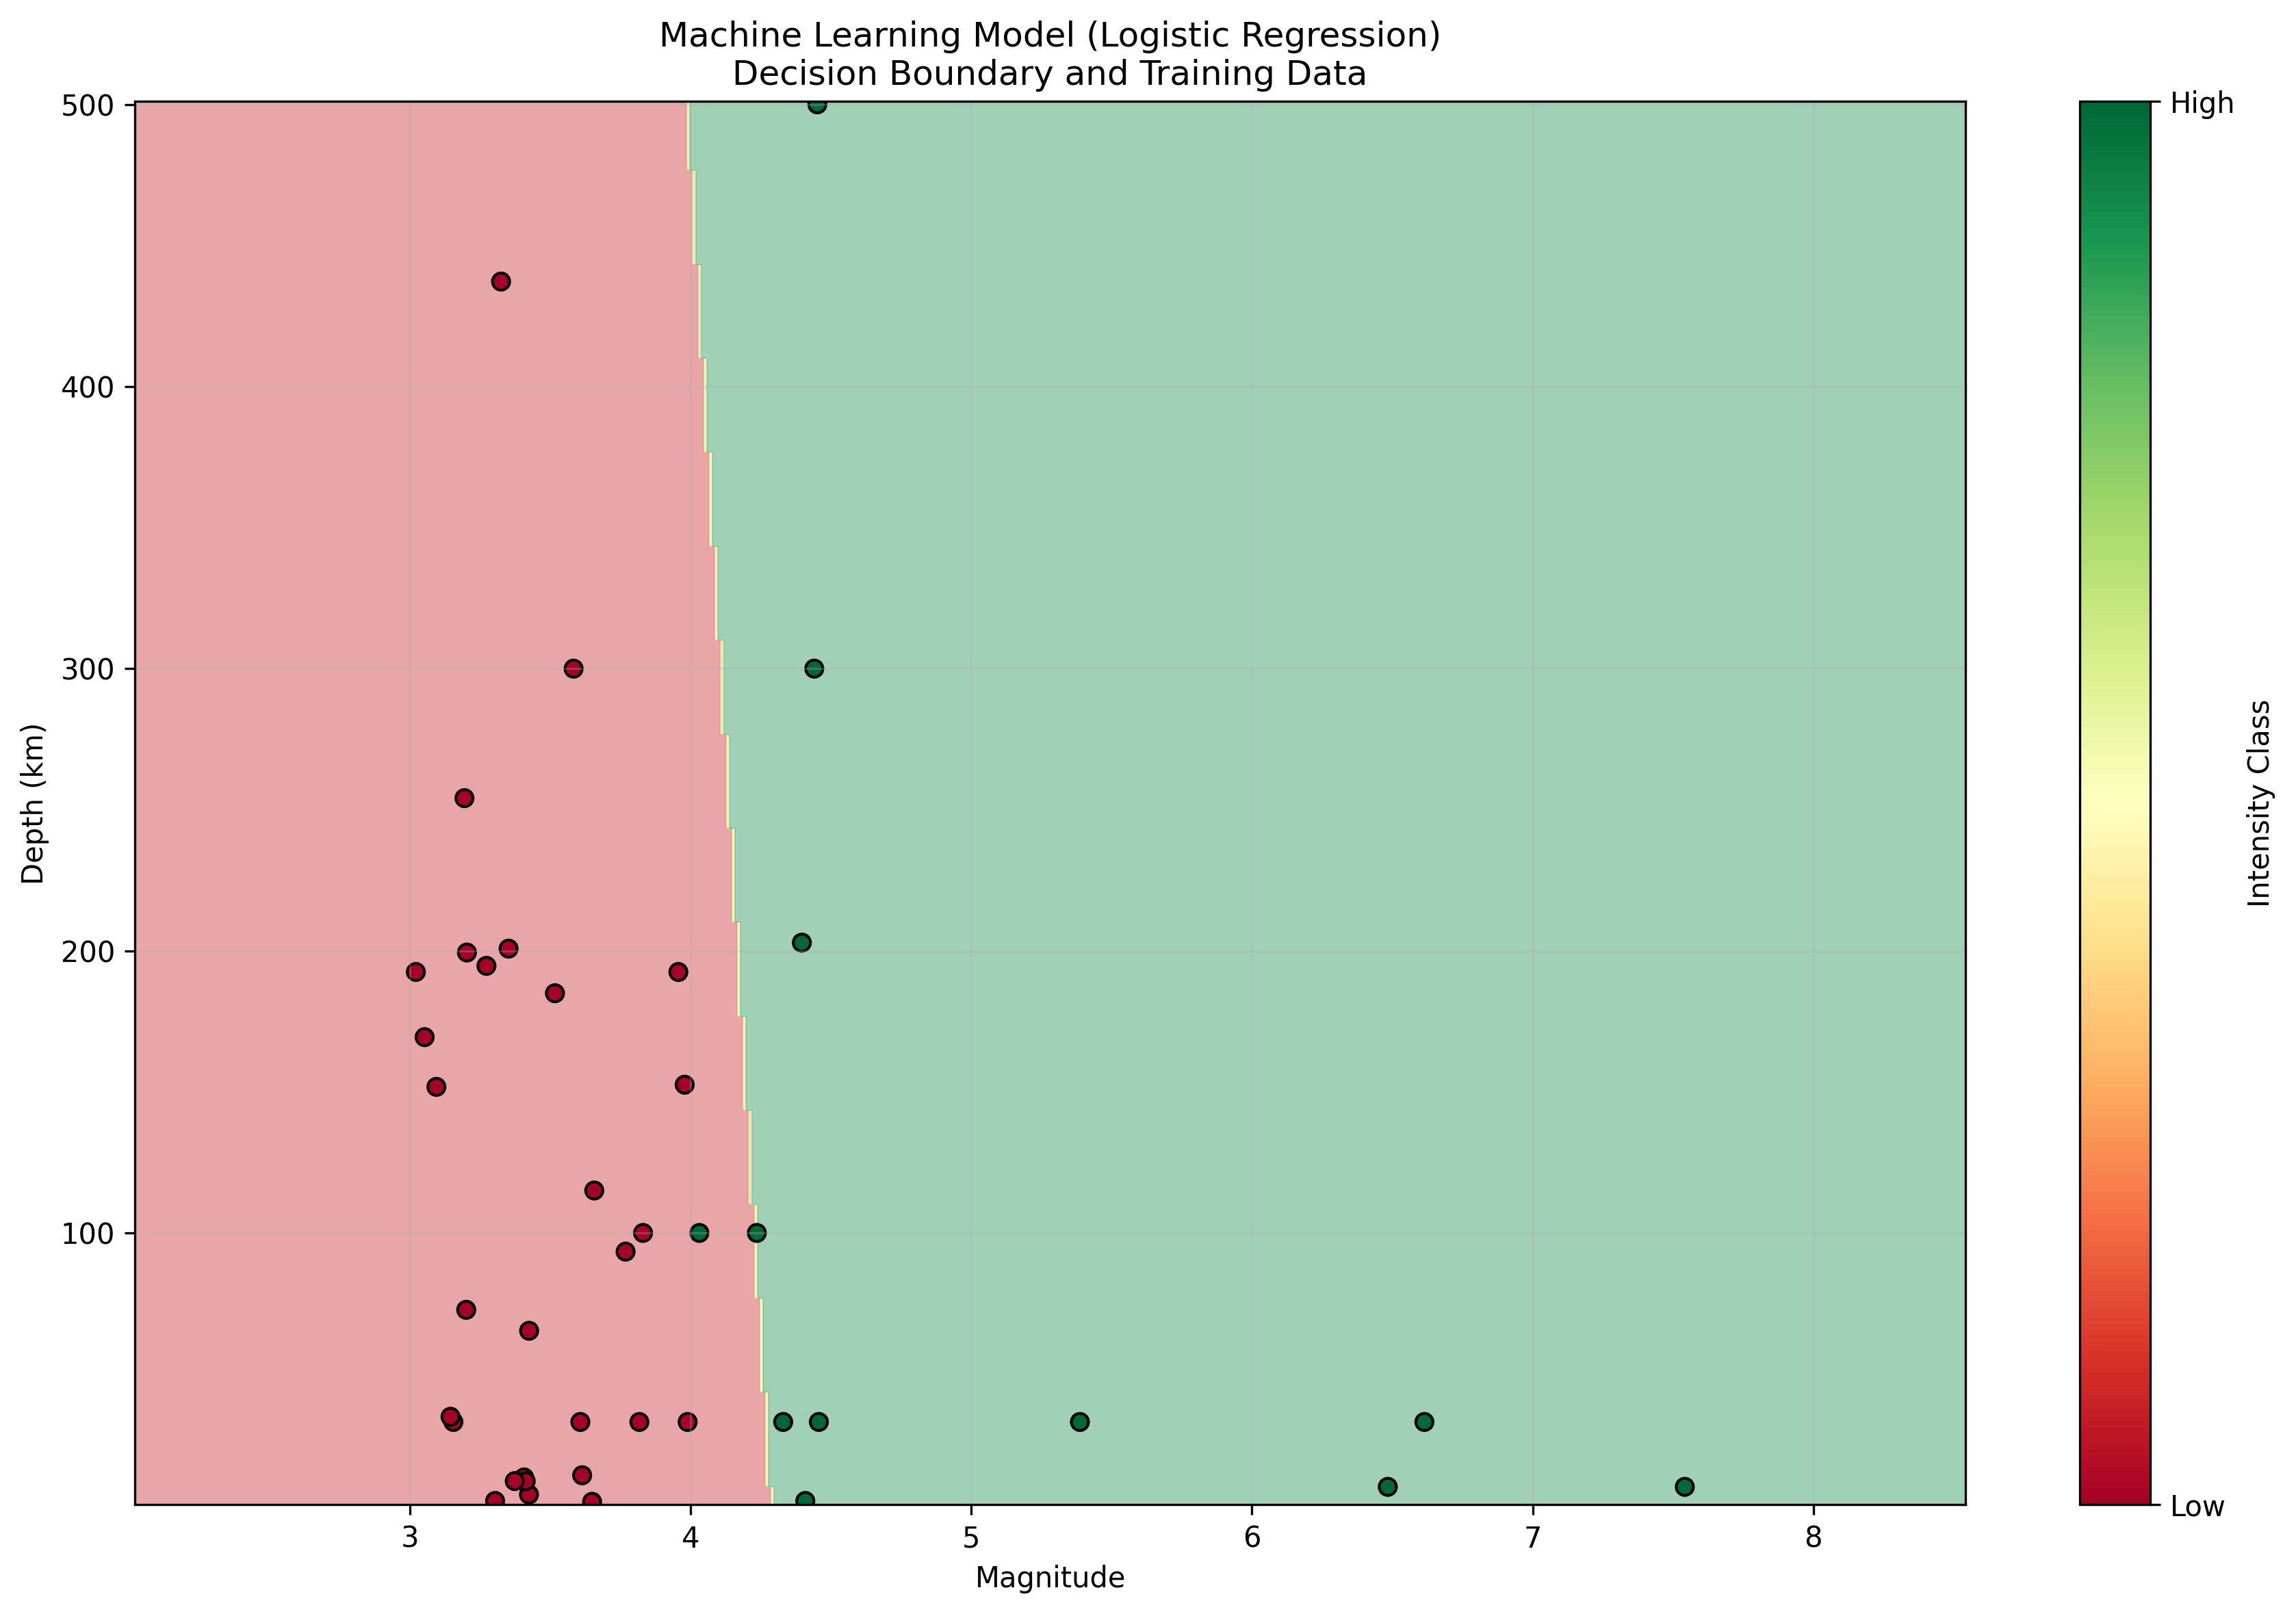 Machine Learning Model (Logistic Regression)
Decision Boundary and Training Data
500
400
300
200
100
Depth (km)
3
4
5
6
7
8
Magnitude
High
Low
Intensity Class